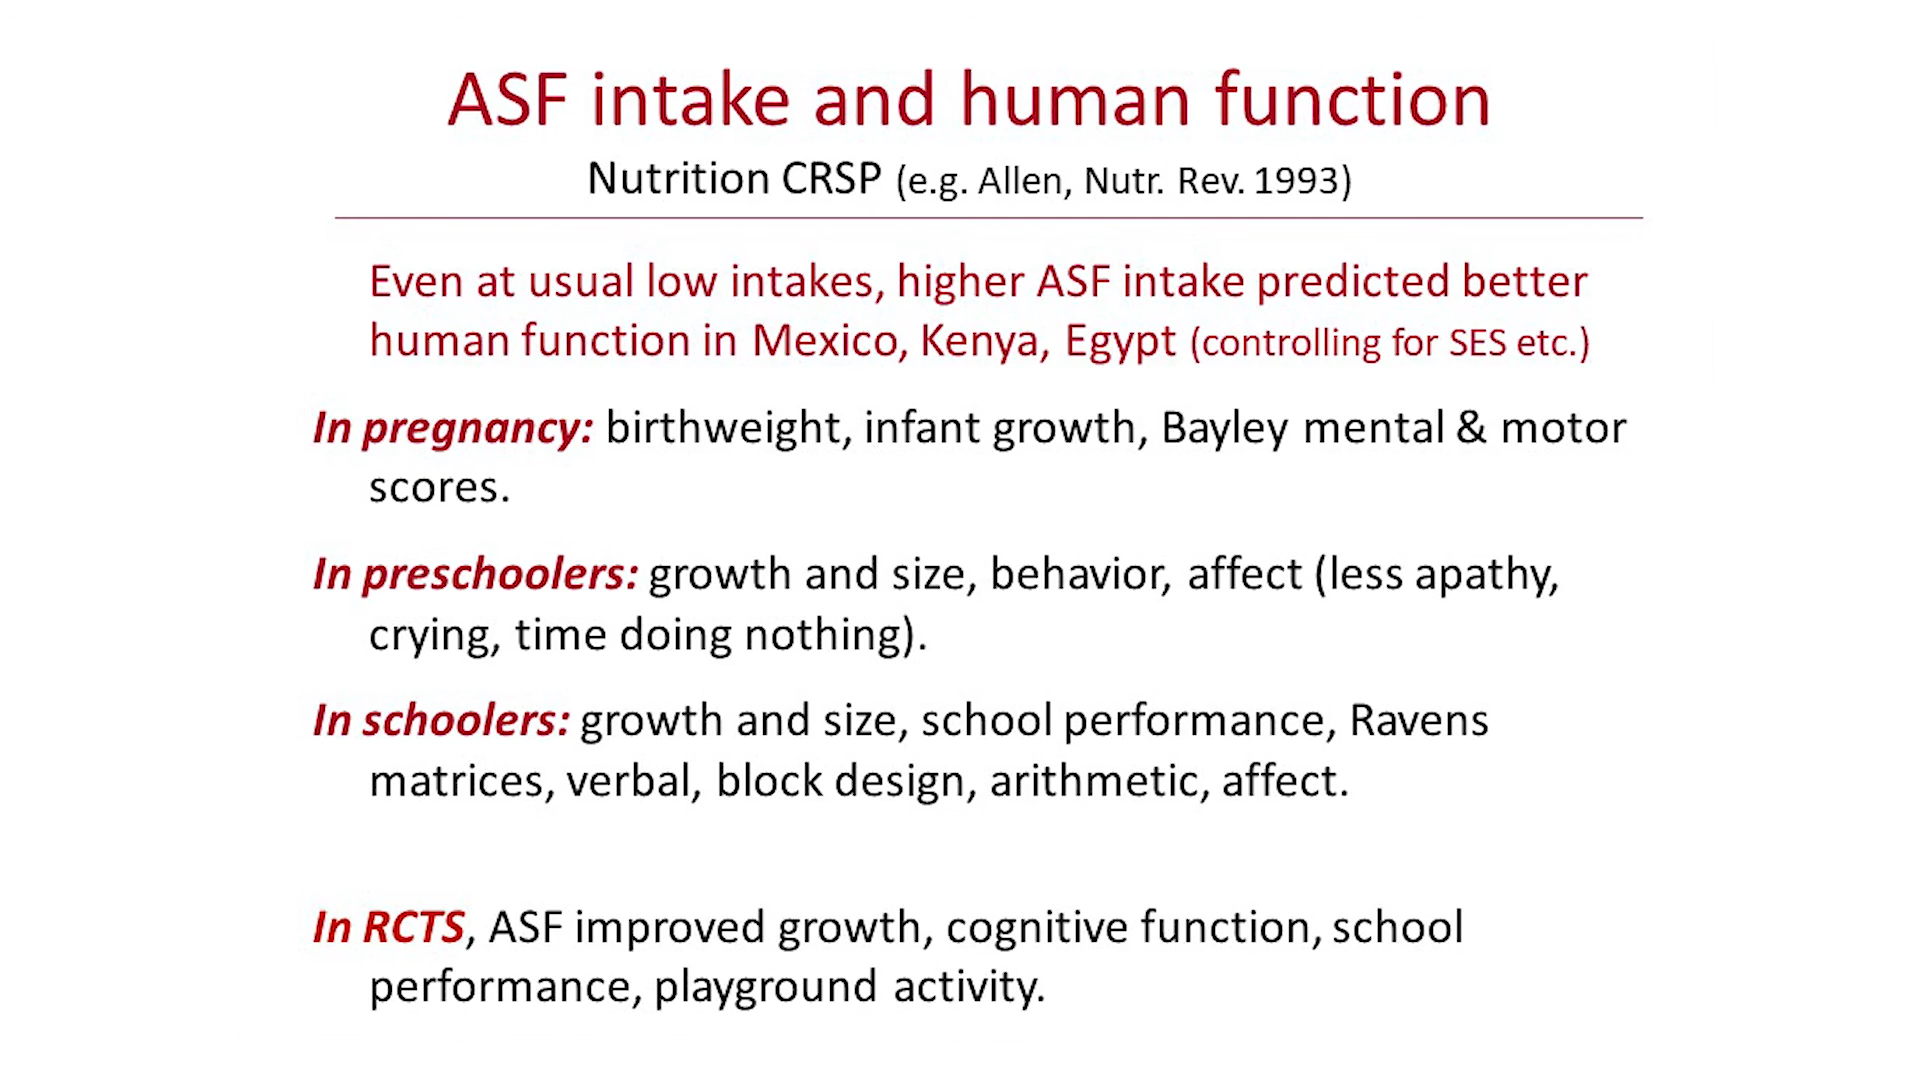 ASF intake and human function
Nutrition CRSP (e.g. Allen, Nutr. Rev. 1993)
Even at usual low intakes, higher ASF intake predicted better
human function in Mexico, Kenya, Egypt (controlling for SES etc.)
In pregnancy: birthweight, infant growth, Bayley mental & motor
scores.
In preschoolers: growth and size, behavior, affect (less apathy,
crying, time doing nothing).
In schoolers: growth and size, school performance, Ravens
matrices, verbal, block design, arithmetic, affect.
In RCTS, ASF improved growth, cognitive function, school
performance, playground activity.